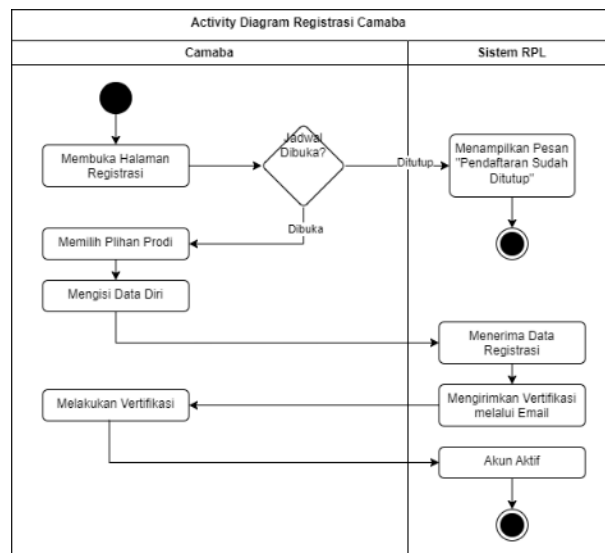 Activity Diagram Registrasi Camaba
Camaba
Sistem RPL
Membuka Halaman
Registrasi
Jadwal
Dibuka?
Ditutup
Menampilkan Pesan
"Pendaftaran Sudah
Ditutup"
Dibuka
Memilih Plihan Prodi
Mengisi Data Diri
Menerima Data
Registrasi
Mengirimkan Vertifikasi
melalui Email
Melakukan Vertifikasi
Akun Aktif